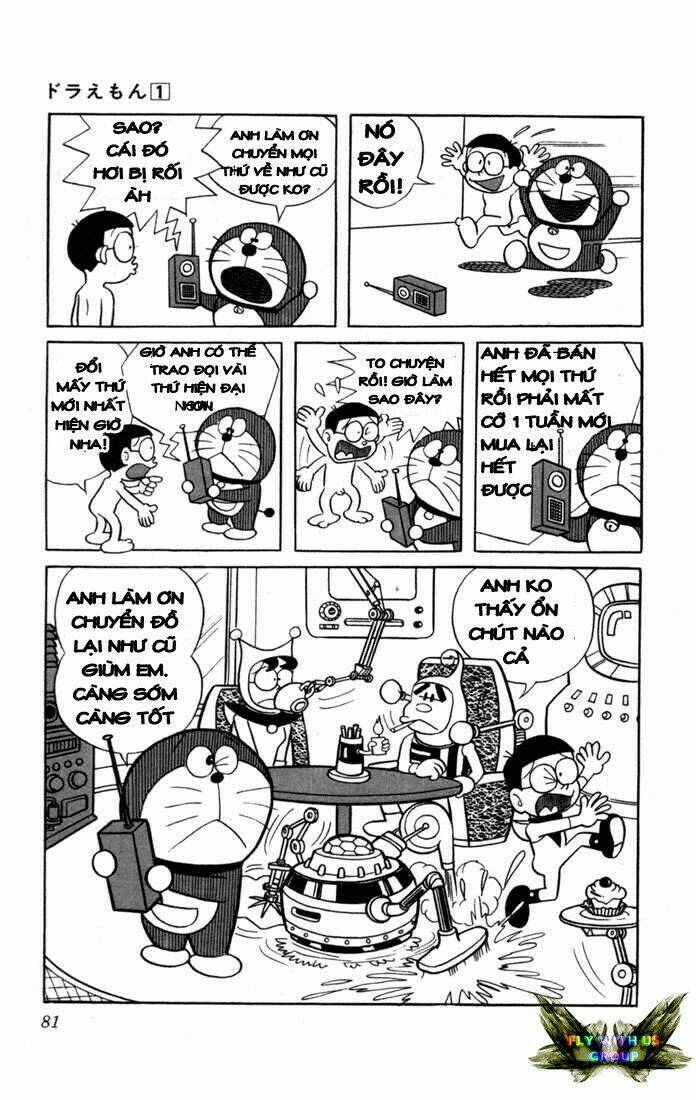 ドラえもん 1
NÓ
ĐÂY
RỒI!
ANH LÀM ƠN
CHUYỂN MỌI
THỨ VỀ NHƯ CŨ
ĐƯỢC KO?
SAO?
CÁI ĐÓ
HƠI BỊ RỐI
ÀH
ANH ĐÃ BÁN
HẾT MỌI THỨ
RỒI PHẢI MẤT
CỠ 1 TUẦN MỚI
MUA LẠI
HẾT
ĐƯỢC
TO CHUYỆN
RỒI! GIỜ LÀM
SAO ĐÂY?
GIỜ ANH CÓ THỂ
TRAO ĐỌI VÀI
THỨ HIỆN ĐẠI
ĐỔI
MẤY THỨ
MỚI NHẤT
HIỆN GIỜ
NHA!
ANH KO
THẤY ỔN
CHÚT NÀO
CẢ
ANH LÀM ƠN
CHUYỂN ĐỒ
LẠI NHƯ CŨ
GIÙM EM.
CÀNG SỚM
CÀNG TỐT
81
FLY WITH US
GROUP